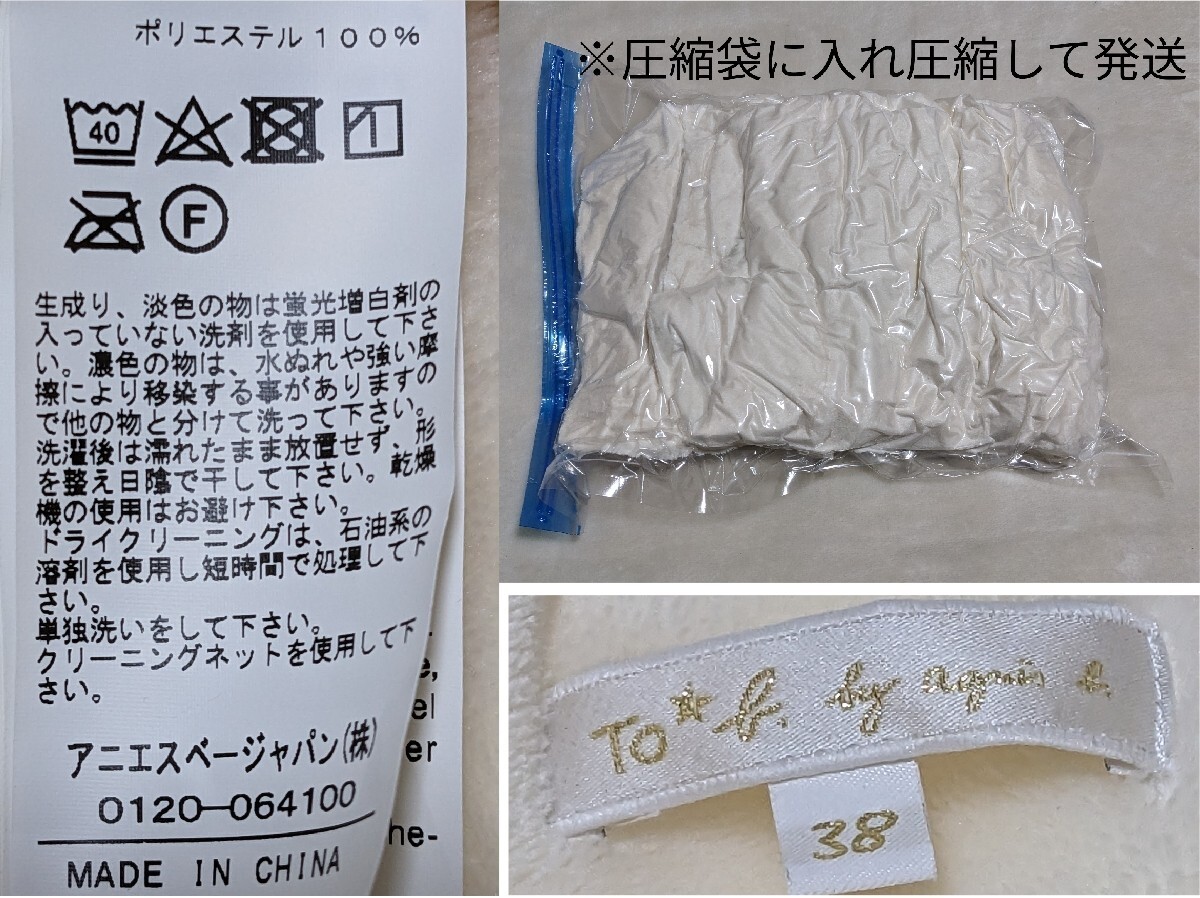 ポリエステル100%
40
F
生成り、淡色の物は蛍光増白剤の
入っていない洗剤を使用して下さ
い。濃色の物は、水ぬれや強い摩
擦により移染する事がありますの
で他の物と分けて洗って下さい。
洗濯後は濡れたまま放置せず、形
を整え日陰で干して下さい。乾燥
機の使用はお避け下さい。
ドライクリーニングは、石油系の
溶剤を使用し短時間で処理して下
さい。
単独洗いをして下さい。
クリーニングネットを使用して下
さい。
アニエスベージャパン(株)
0120-064100
MADE IN CHINA
e,
el
er
he-
※圧縮袋に入れ圧縮して発送
To*b. by agnès b.
38